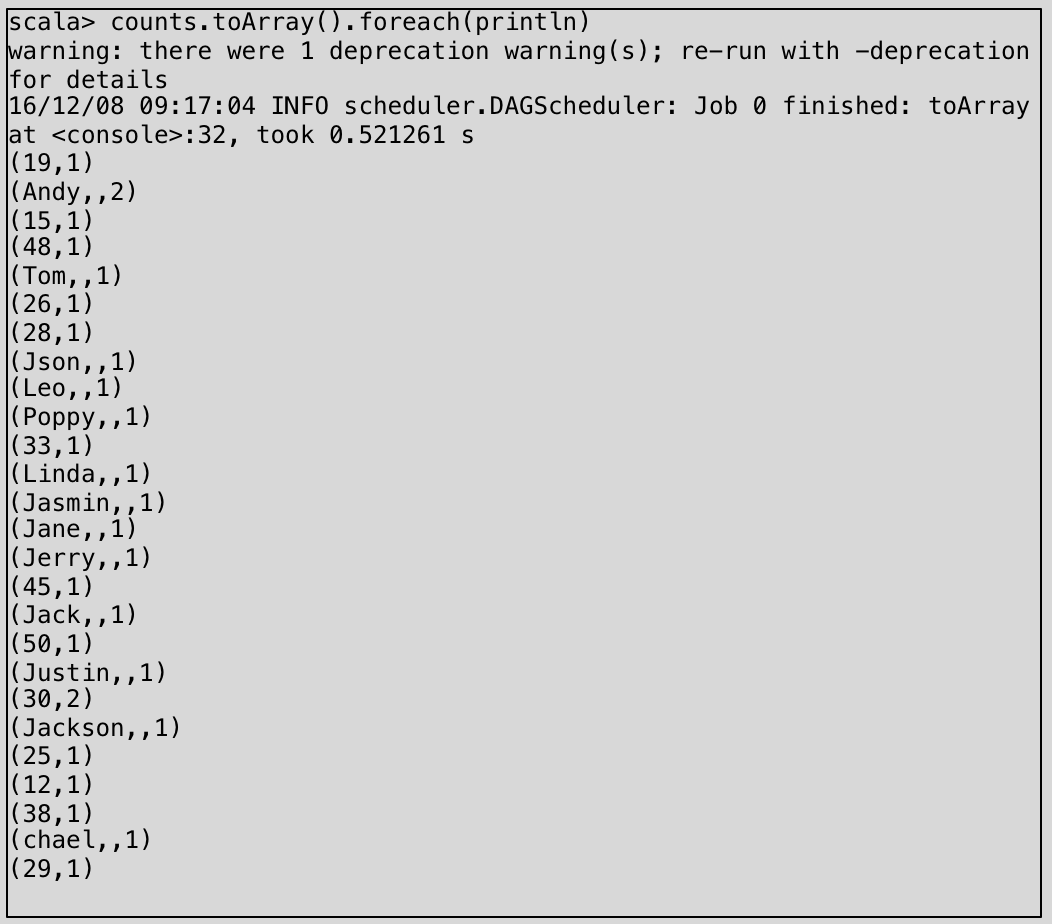 scala> counts.toArray().foreach(println)
warning: there were 1 deprecation warning(s); re-run with -deprecation
for details
16/12/08 09:17:04 INFO scheduler.DAGScheduler: Job 0 finished: toArray
at <console>:32, took 0.521261 s
(19,1)
(Andy,,2)
(15,1)
(48,1)
(Tom,,1)
(26,1)
(28,1)
(Json,,1)
(Leo,,1)
(Poppy,,1)
(33,1)
(Linda,,1)
(Jasmin,,1)
(Jane,,1)
(Jerry,,1)
(45,1)
(Jack,,1)
(50,1)
(Justin,,1)
(30,2)
(Jackson,,1)
(25,1)
(12,1)
(38,1)
(chael,,1)
(29,1)